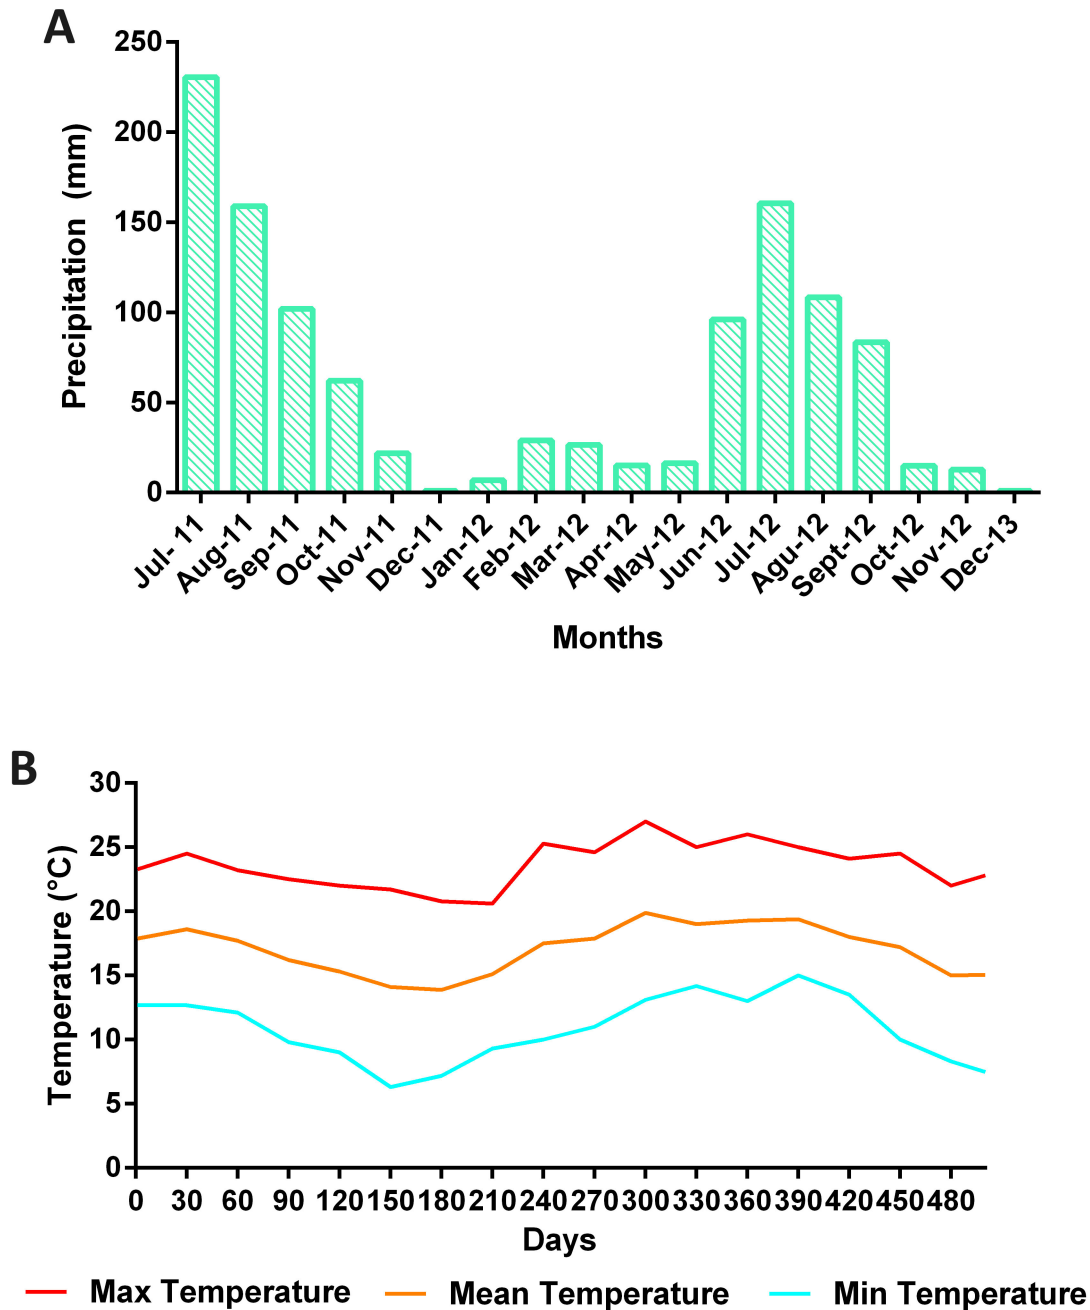 A
250
200
150
100
50
0
Precipitation (mm)
Jul- 11 Aug-11 Sep-11 Oct-11 Nov-11 Dec-11 Jan-12 Feb-12 Mar-12 Apr-12 May-12 Jun-12 Jul-12 Agu-12 Sept-12 Oct-12 Nov-12 Dec-13
Months
B
30
25
20
15
10
5
0
Temperature (°C)
0 30 60 90 120 150 180 210 240 270 300 330 360 390 420 450 480
Days
Max Temperature Mean Temperature Min Temperature